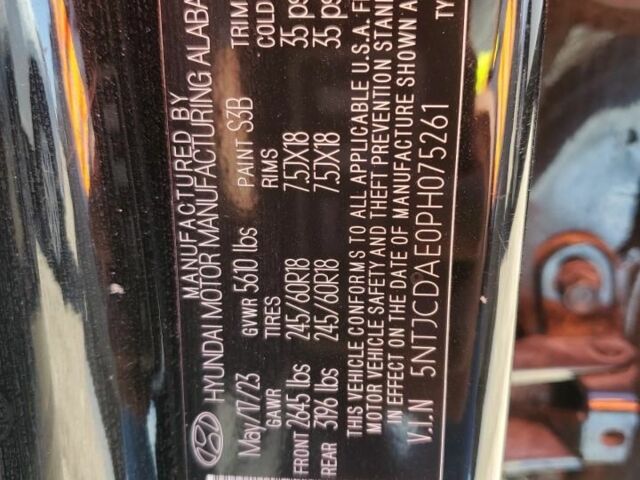 MANUFACTURED BY
HYUNDAI MOTOR MANUFACTURING ALABA
May/17/23 GVWR 5610 lbs PAINT S3B TRIM
GAWR TIRES RIMS COLD
FRONT 2645 lbs 245/60R18 7.5JX18 35 ps
REAR 3196 lbs 245/60R18 7.5JX18 35 ps
THIS VEHICLE CONFORMS TO ALL APPLICABLE U.S.A. F
MOTOR VEHICLE SAFETY AND THEFT PREVENTION STAN
IN EFFECT ON THE DATE OF MANUFACTURE SHOWN A
V.I.N 5NTJCDAE0PH075261 TY